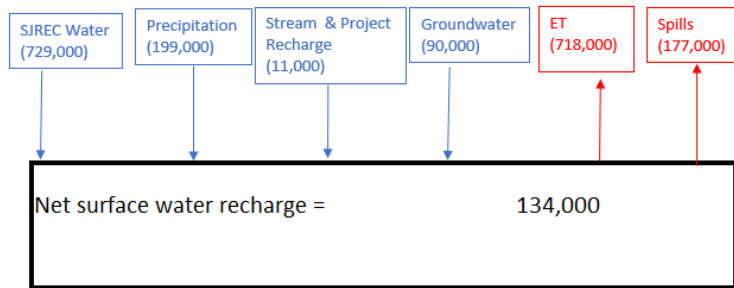 SJREC Water
(729,000)
Precipitation
(199,000)
Stream & Project
Recharge
(11,000)
Groundwater
(90,000)
ET
(718,000)
Spills
(177,000)
Net surface water recharge = 134,000